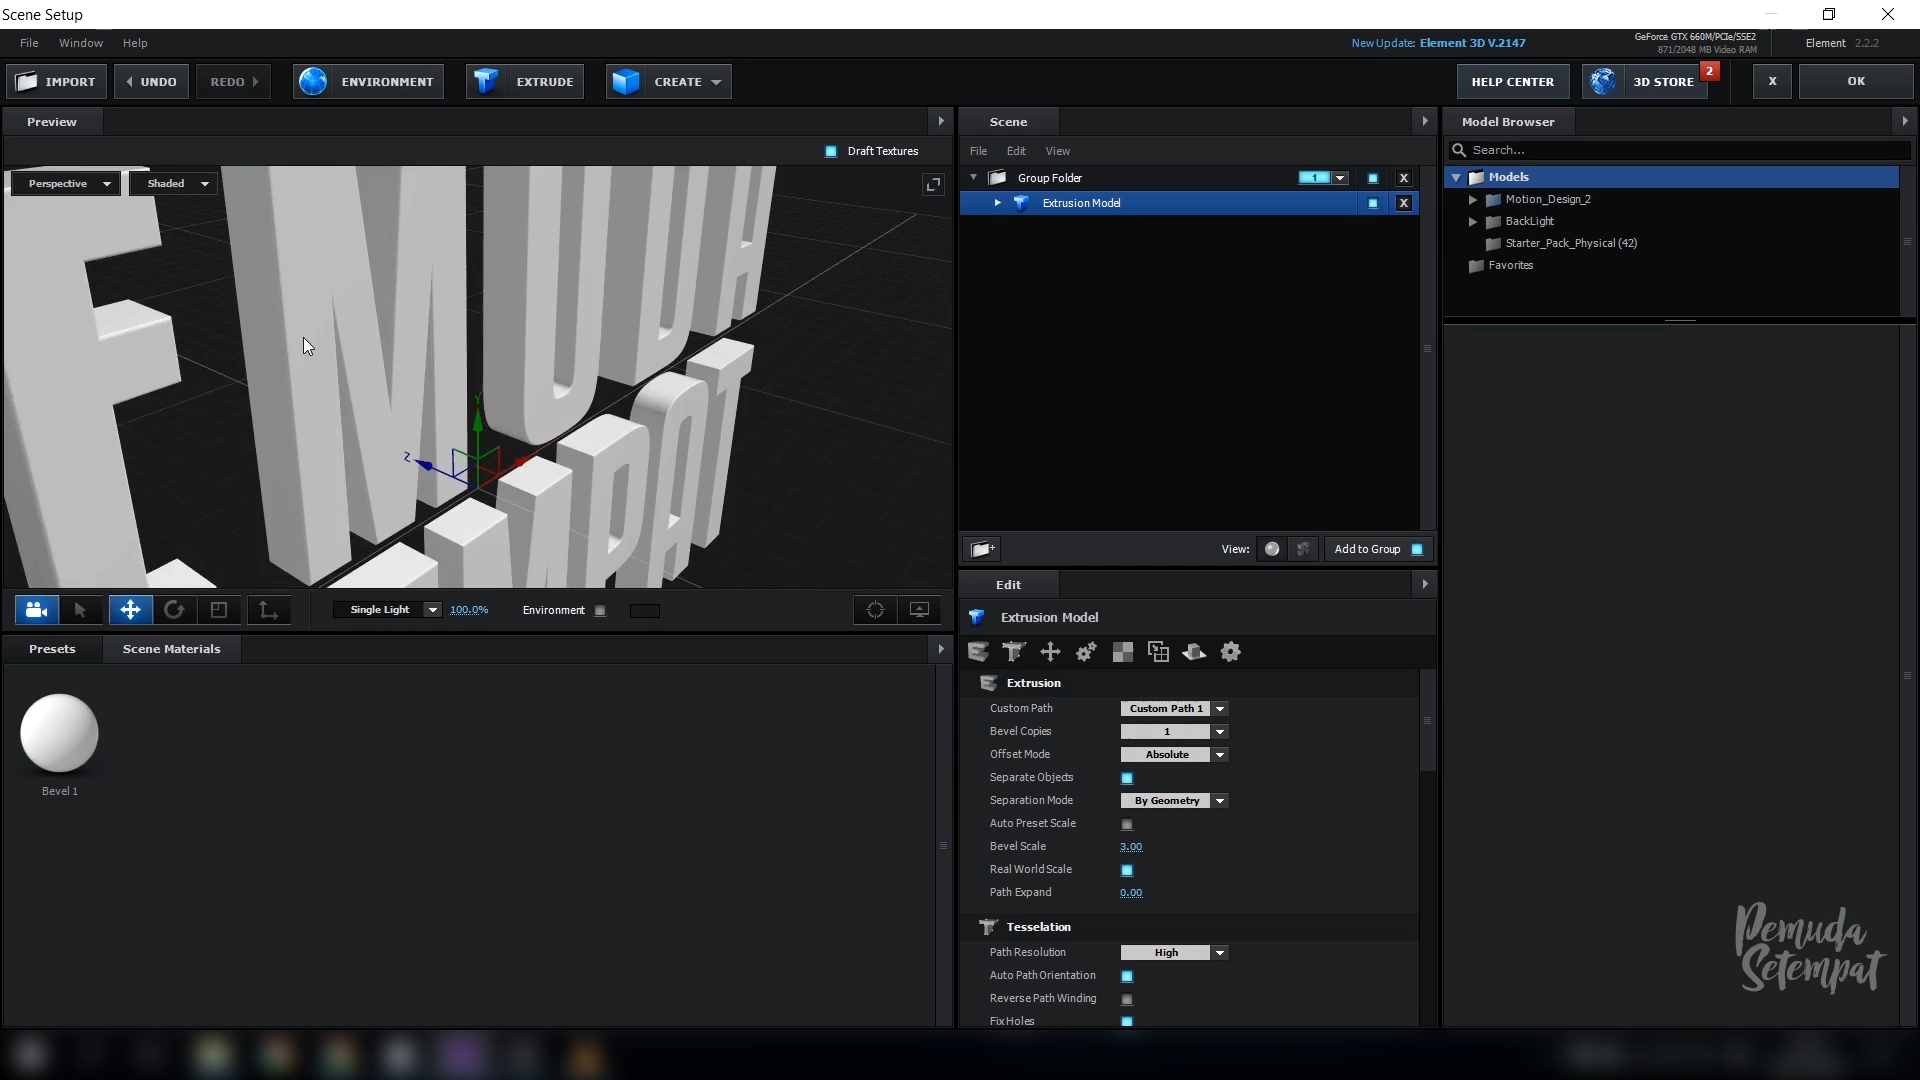 Scene Setup
File Window Help
New Update: Element 3D V.2147
GeForce GTX 660M/PCIe/SSE2
871/2048 MB Video RAM
Element 2.2.2
IMPORT UNDO REDO ENVIRONMENT EXTRUDE CREATE HELP CENTER 3D STORE 2 X OK
Preview
Draft Textures
Perspective Shaded
EMUDA
TEMPAT
Y
Z
Single Light 100.0% Environment
Presets Scene Materials
Bevel 1
Scene
File Edit View
Group Folder 1 X
Extrusion Model X
View: Add to Group
Edit
Extrusion Model
Extrusion
Custom Path Custom Path 1
Bevel Copies 1
Offset Mode Absolute
Separate Objects
Separation Mode By Geometry
Auto Preset Scale
Bevel Scale 3.00
Real World Scale
Path Expand 0.00
Tesselation
Path Resolution High
Auto Path Orientation
Reverse Path Winding
Fix Holes
Model Browser
Search...
Models
Motion_Design_2
BackLight
Starter_Pack_Physical (42)
Favorites
Pemuda
Setempat